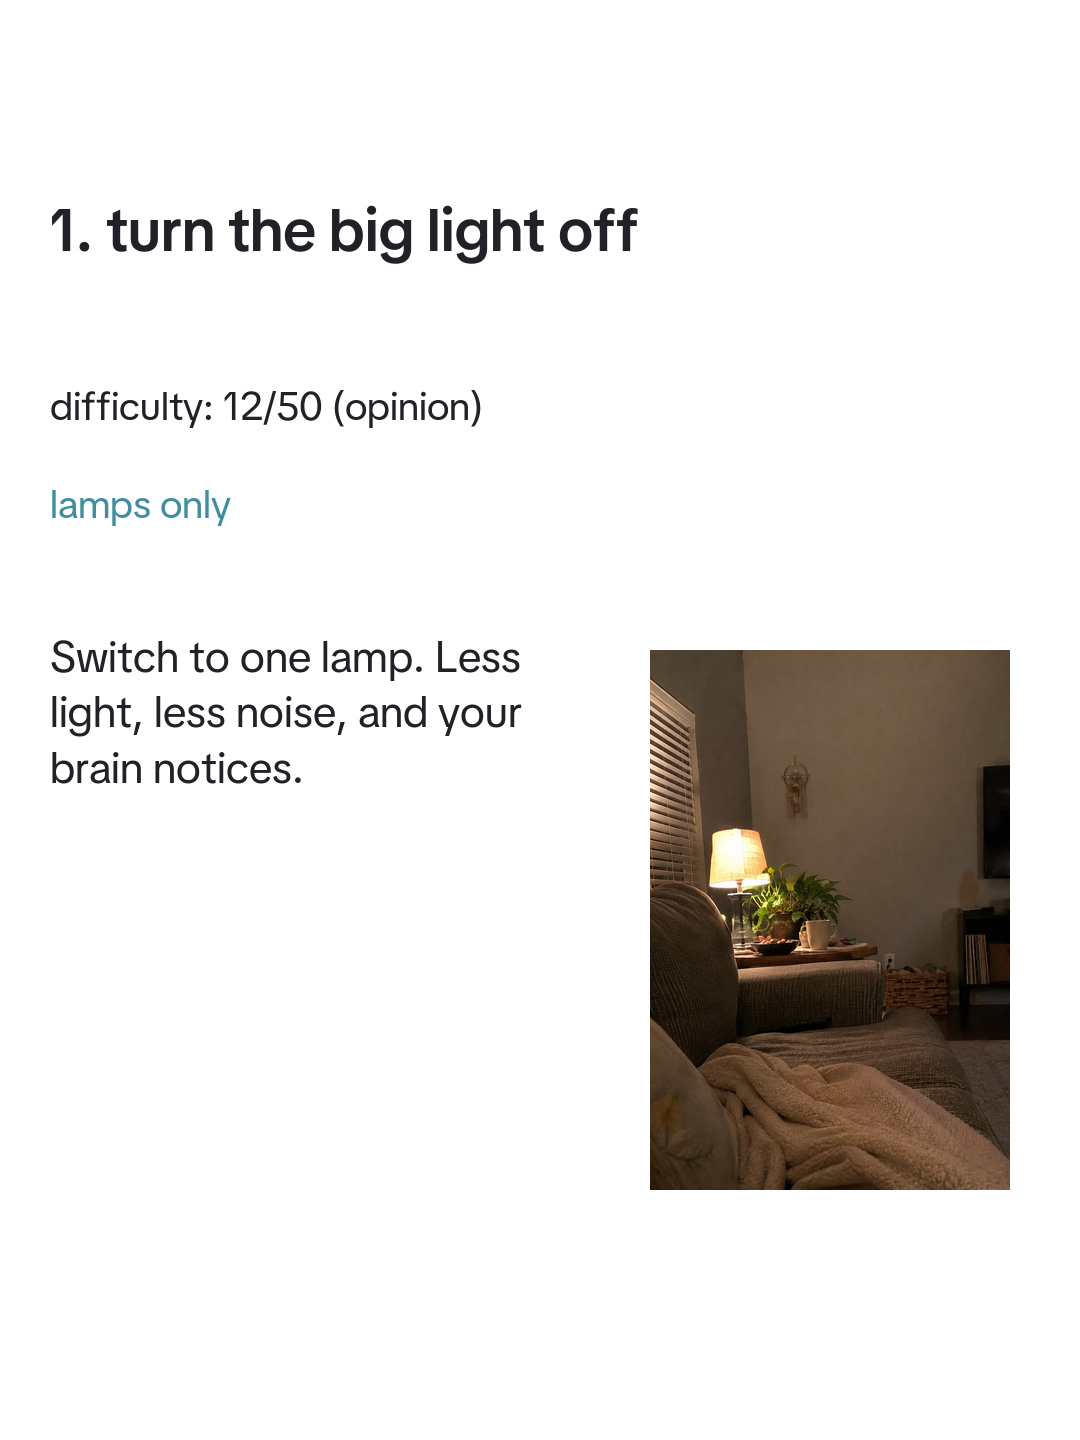 1. turn the big light off
difficulty: 12/50 (opinion)
lamps only
Switch to one lamp. Less
light, less noise, and your
brain notices.